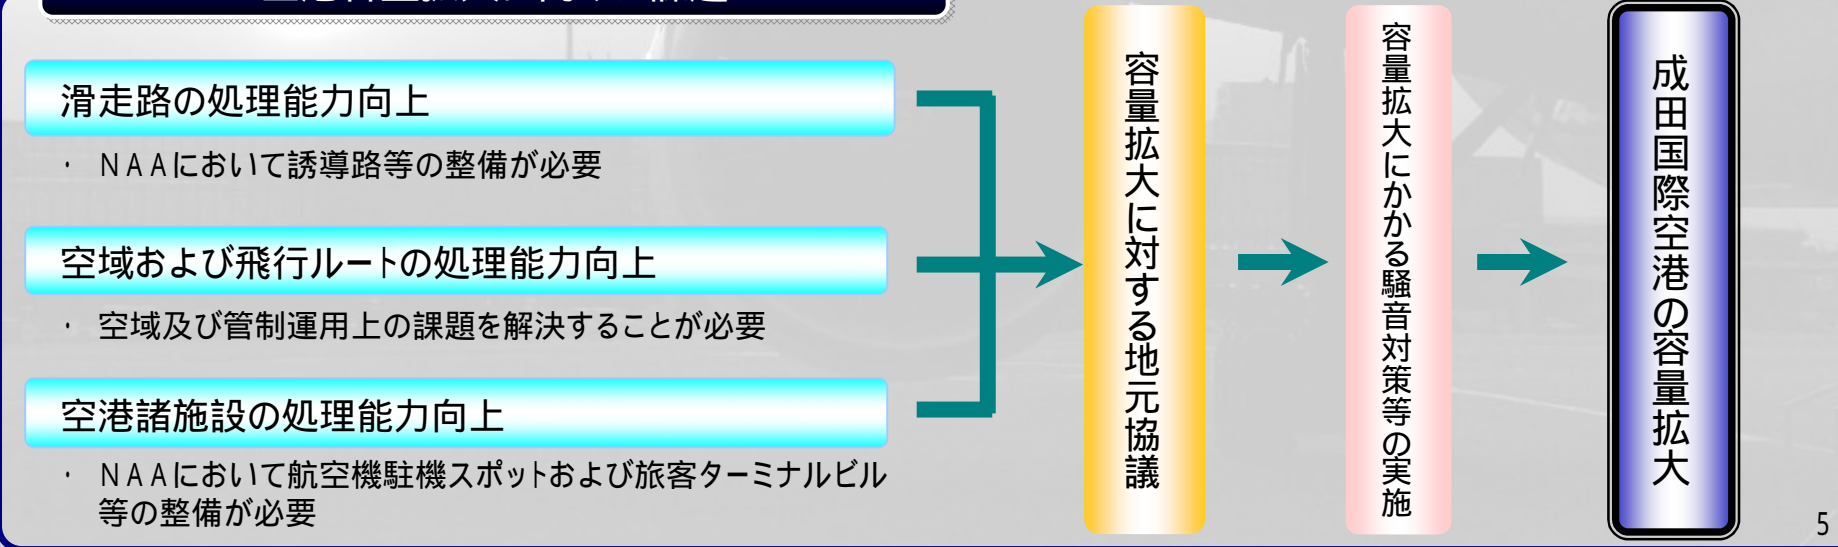 滑走路の処理能力向上
・ NAAにおいて誘導路等の整備が必要
空域および飛行ルートの処理能力向上
・ 空域及び管制運用上の課題を解決することが必要
空港諸施設の処理能力向上
・ NAAにおいて航空機駐機スポットおよび旅客ターミナルビル
等の整備が必要
容量拡大に対する地元協議
容量拡大にかかる騒音対策等の実施
成田国際空港の容量拡大
5